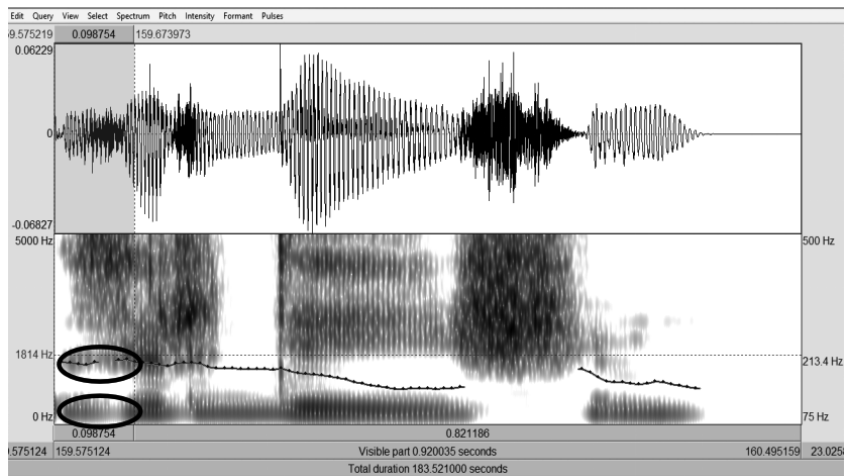 Edit Query View Select Spectrum Pitch Intensity Formant Pulses
9.575219 0.098754 159.673973
0.06229
0
-0.06827
5000 Hz 500 Hz
1814 Hz 213.4 Hz
0 Hz 75 Hz
0.098754 0.821186
.575124 159.575124 Visible part 0.920035 seconds 160.495159 23.0258
Total duration 183.521000 seconds